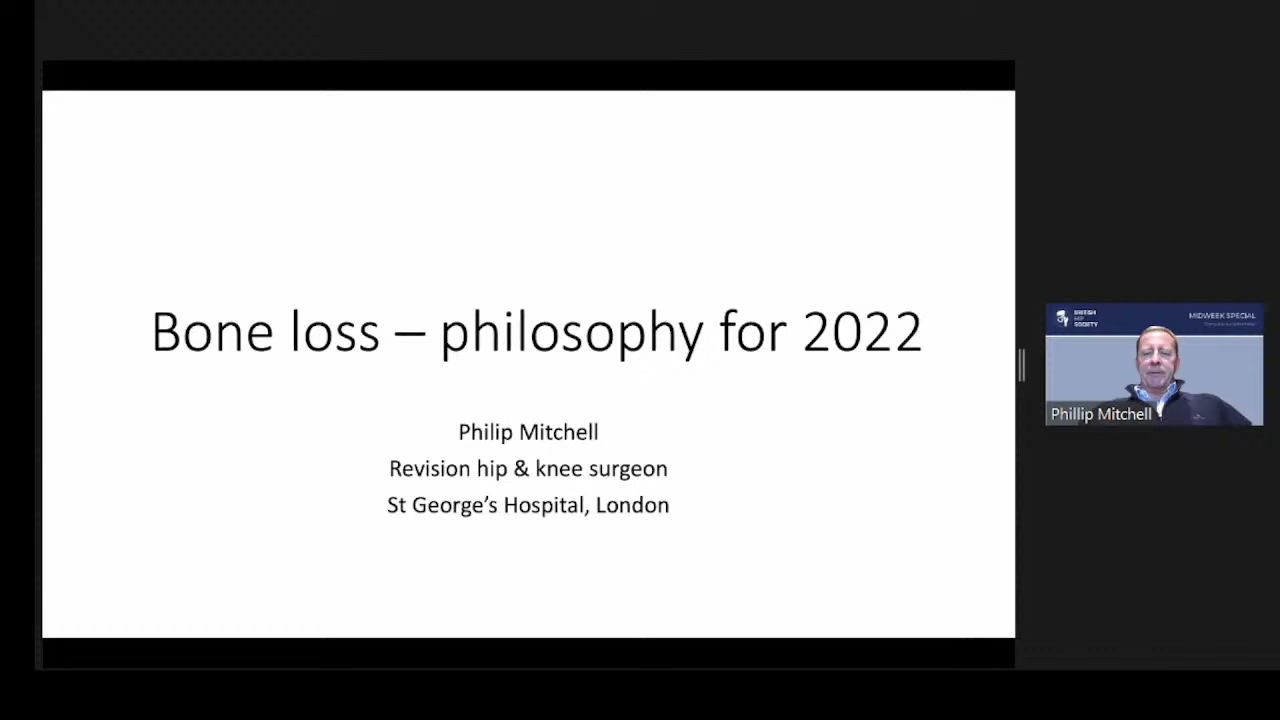 Bone loss – philosophy for 2022
Philip Mitchell
Revision hip & knee surgeon
St George’s Hospital, London
BRITISH
HIP
SOCIETY
MIDWEEK SPECIAL
Phillip Mitchell